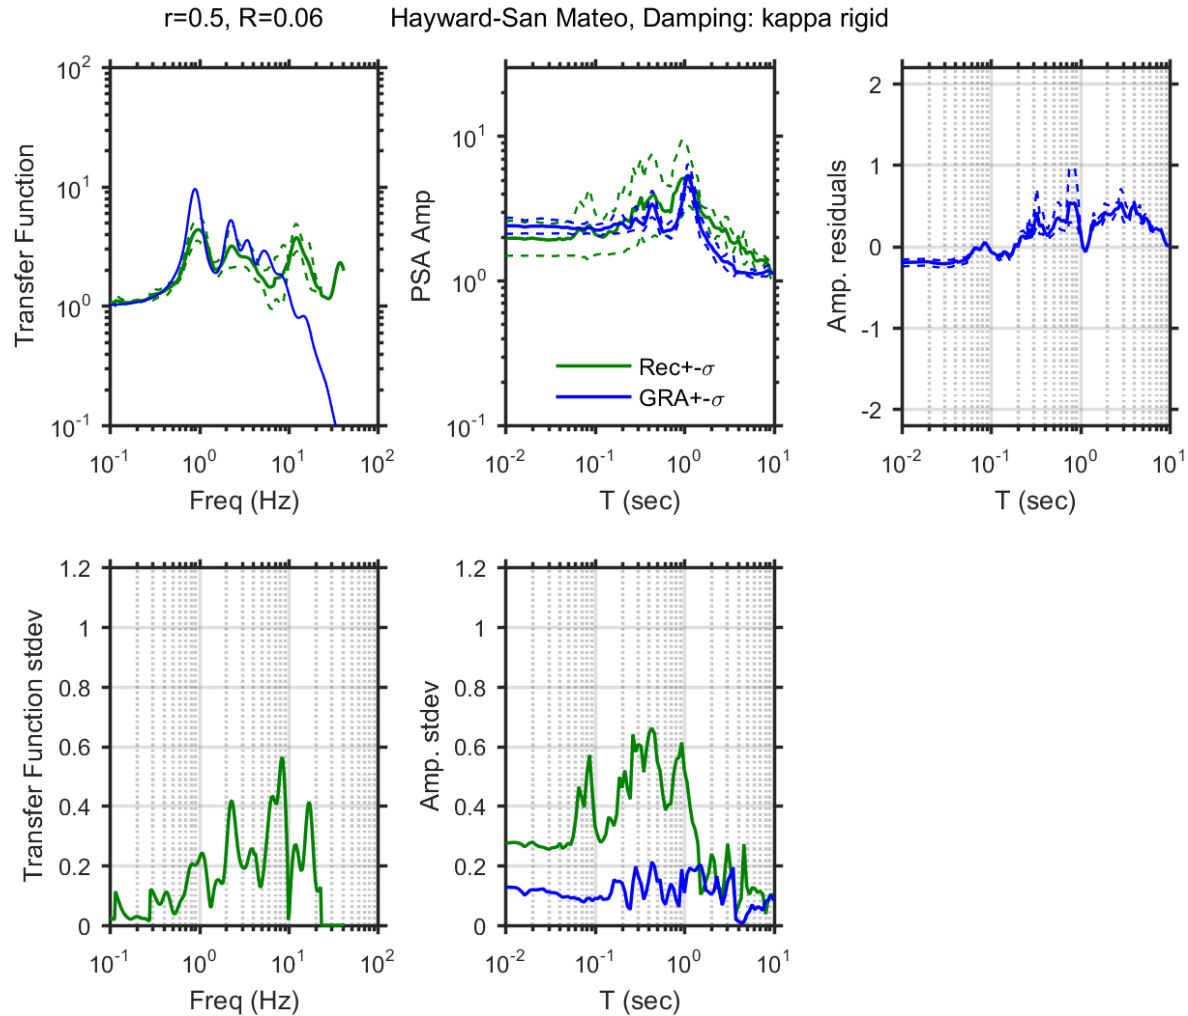 r=0.5, R=0.06
Hayward-San Mateo, Damping: kappa rigid
Transfer Function
10^2
10^1
10^0
10^-1
10^-1 10^0 10^1 10^2
Freq (Hz)
PSA Amp
10^1
10^0
10^-1
Rec+-σ
GRA+-σ
10^-2 10^-1 10^0 10^1
T (sec)
Amp. residuals
2
1
0
-1
-2
10^-2 10^-1 10^0 10^1
T (sec)
Transfer Function stdev
1.2
1
0.8
0.6
0.4
0.2
0
10^-1 10^0 10^1 10^2
Freq (Hz)
Amp. stdev
1.2
1
0.8
0.6
0.4
0.2
0
10^-2 10^-1 10^0 10^1
T (sec)